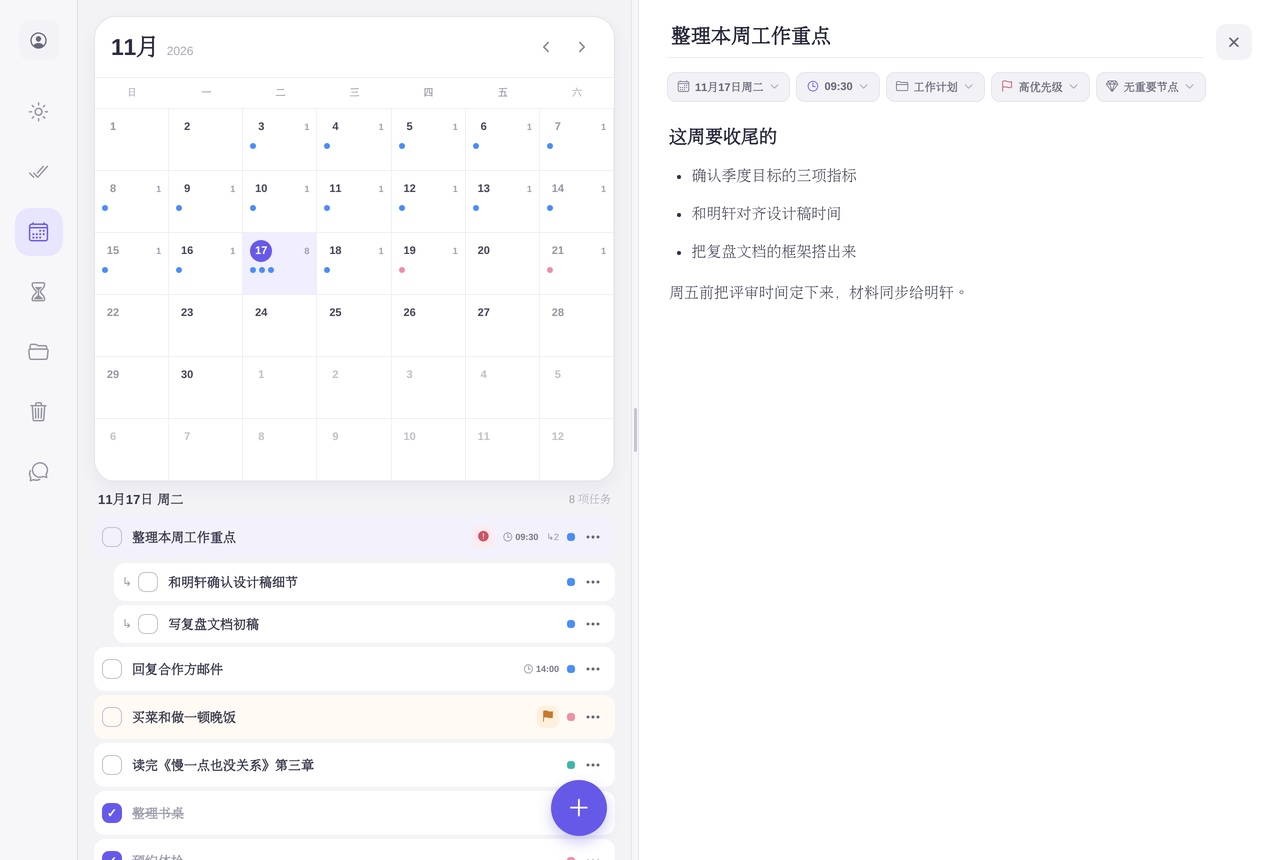 11月 2026
日 一 二 三 四 五 六
1 2 3 1 4 1 5 1 6 1 7 1
8 1 9 1 10 1 11 1 12 1 13 1 14 1
15 1 16 1 17 8 18 1 19 1 20 21 1
22 23 24 25 26 27 28
29 30 1 2 3 4 5
6 7 8 9 10 11 12
11月17日 周二 8 项任务
整理本周工作重点 09:30 ↳2
↳ 和明轩确认设计稿细节
↳ 写复盘文档初稿
回复合作方邮件 14:00
买菜和做一顿晚饭
读完《慢一点也没关系》第三章
整理书桌
预约体检
整理本周工作重点
11月17日周二 09:30 工作计划 高优先级 无重要节点
这周要收尾的
• 确认季度目标的三项指标
• 和明轩对齐设计稿时间
• 把复盘文档的框架搭出来
周五前把评审时间定下来，材料同步给明轩。